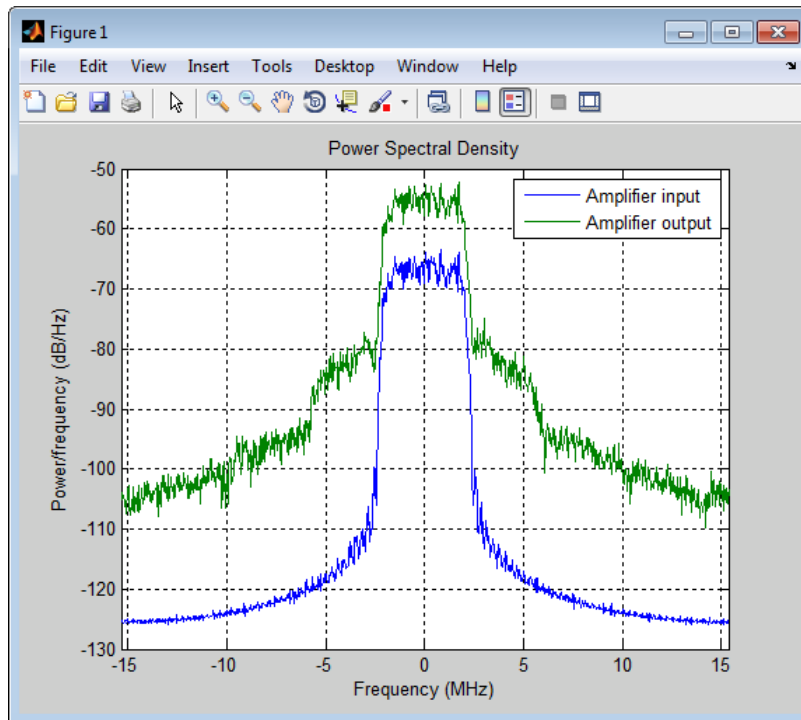 Figure 1
File Edit View Insert Tools Desktop Window Help
Power Spectral Density
Amplifier input
Amplifier output
Power/frequency (dB/Hz)
-50
-60
-70
-80
-90
-100
-110
-120
-130
-15 -10 -5 0 5 10 15
Frequency (MHz)